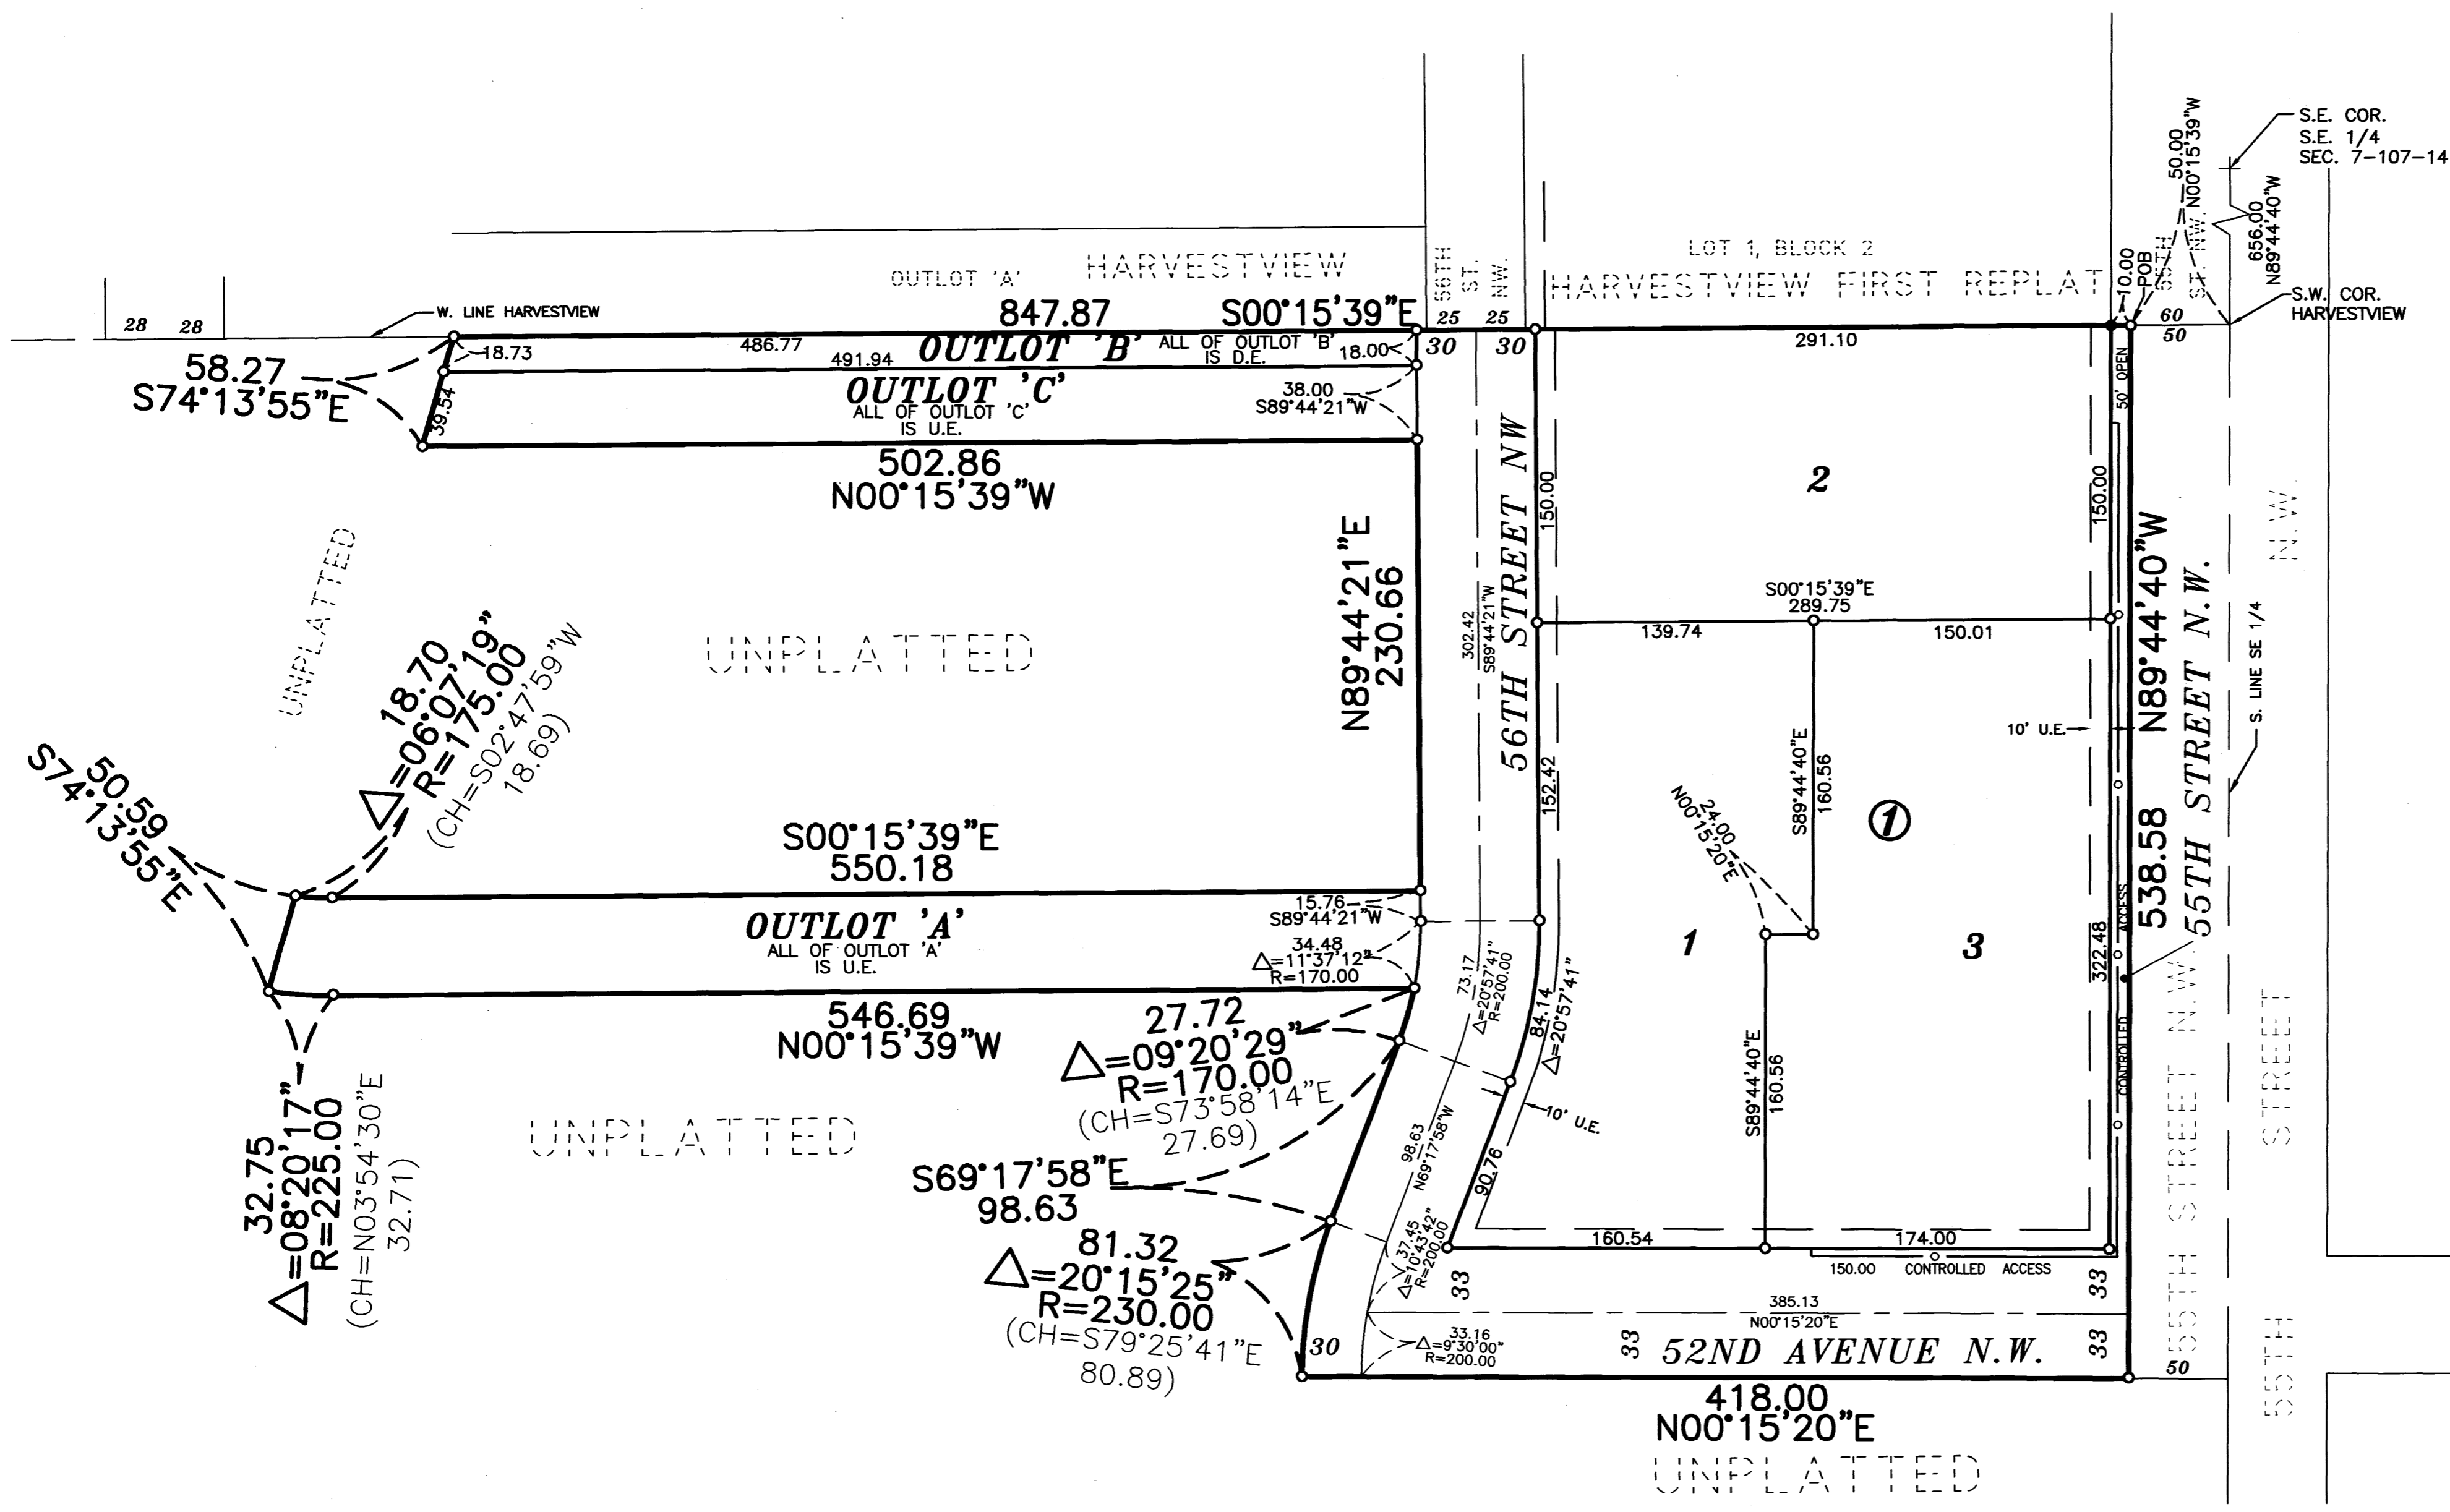 S.E. COR.
S.E. 1/4
SEC. 7-107-14
50.00
N00°15'39"W
656.00
N89°44'40"W
S.W. COR.
HARVESTVIEW
55TH
ST. NW.
10.00
POB
60
50
LOT 1, BLOCK 2
HARVESTVIEW FIRST REPLAT
56TH
ST.
NW.
OUTLOT 'A'
HARVESTVIEW
28 28
W. LINE HARVESTVIEW
847.87
S00°15'39"E
25 25
30 30
291.10
58.27
S74°13'55"E
18.73
486.77
OUTLOT 'B'
ALL OF OUTLOT 'B'
IS D.E.
18.00
491.94
39.54
OUTLOT 'C'
ALL OF OUTLOT 'C'
IS U.E.
38.00
S89°44'21"W
502.86
N00°15'39"W
50' OPEN
2
150.00
150.00
UNPLATTED
UNPLATTED
N89°44'21"E
230.66
302.42
S89°44'21"W
56TH STREET NW
S00°15'39"E
289.75
139.74
150.01
N89°44'40"W
538.58
55TH STREET N.W.
N.W.
S. LINE SE 1/4
10' U.E.
18.70
△=06°07'19"
R=175.00
(CH=S02°47'59"W
18.69)
50.59
S74°13'55"E
152.42
S89°44'40"E
160.56
24.00
N00°15'20"E
1
S00°15'39"E
550.18
OUTLOT 'A'
ALL OF OUTLOT 'A'
IS U.E.
15.76
S89°44'21"W
34.48
△=11°37'12"
R=170.00
1
3
322.48
CONTROLLED ACCESS
73.17
△=20°57'41"
R=200.00
84.14
△=20°57'41"
546.69
N00°15'39"W
27.72
△=09°20'29"
R=170.00
(CH=S73°58'14"E
27.69)
10' U.E.
S89°44'40"E
160.56
UNPLATTED
32.75
△=08°20'17"
R=225.00
(CH=N03°54'30"E
32.71)
98.63
N69°17'58"W
90.76
S69°17'58"E
98.63
81.32
△=20°15'25"
R=230.00
(CH=S79°25'41"E
80.89)
37.45
△=10°43'42"
R=200.00
160.54
174.00
150.00 CONTROLLED ACCESS
33
33
385.13
N00°15'20"E
30
33.16
△=9°30'00"
R=200.00
33
52ND AVENUE N.W.
33
50
418.00
N00°15'20"E
UNPLATTED
55TH STREET N.W.
55TH STREET